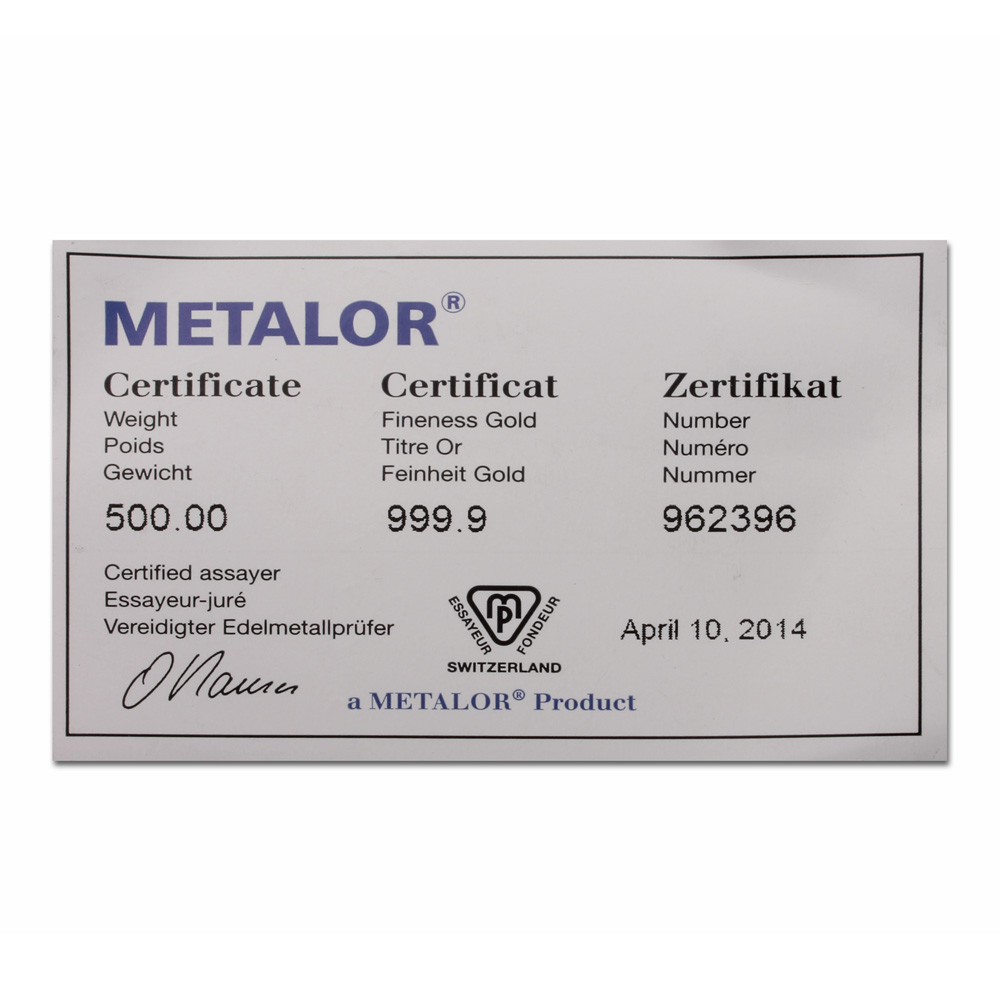 METALOR®
Certificate Certificat Zertifikat
Weight Fineness Gold Number
Poids Titre Or Numéro
Gewicht Feinheit Gold Nummer
500.00 999.9 962396
Certified assayer
Essayeur-juré
Vereidigter Edelmetallprüfer
MP
ESSAYEUR FONDEUR
SWITZERLAND
April 10, 2014
a METALOR® Product